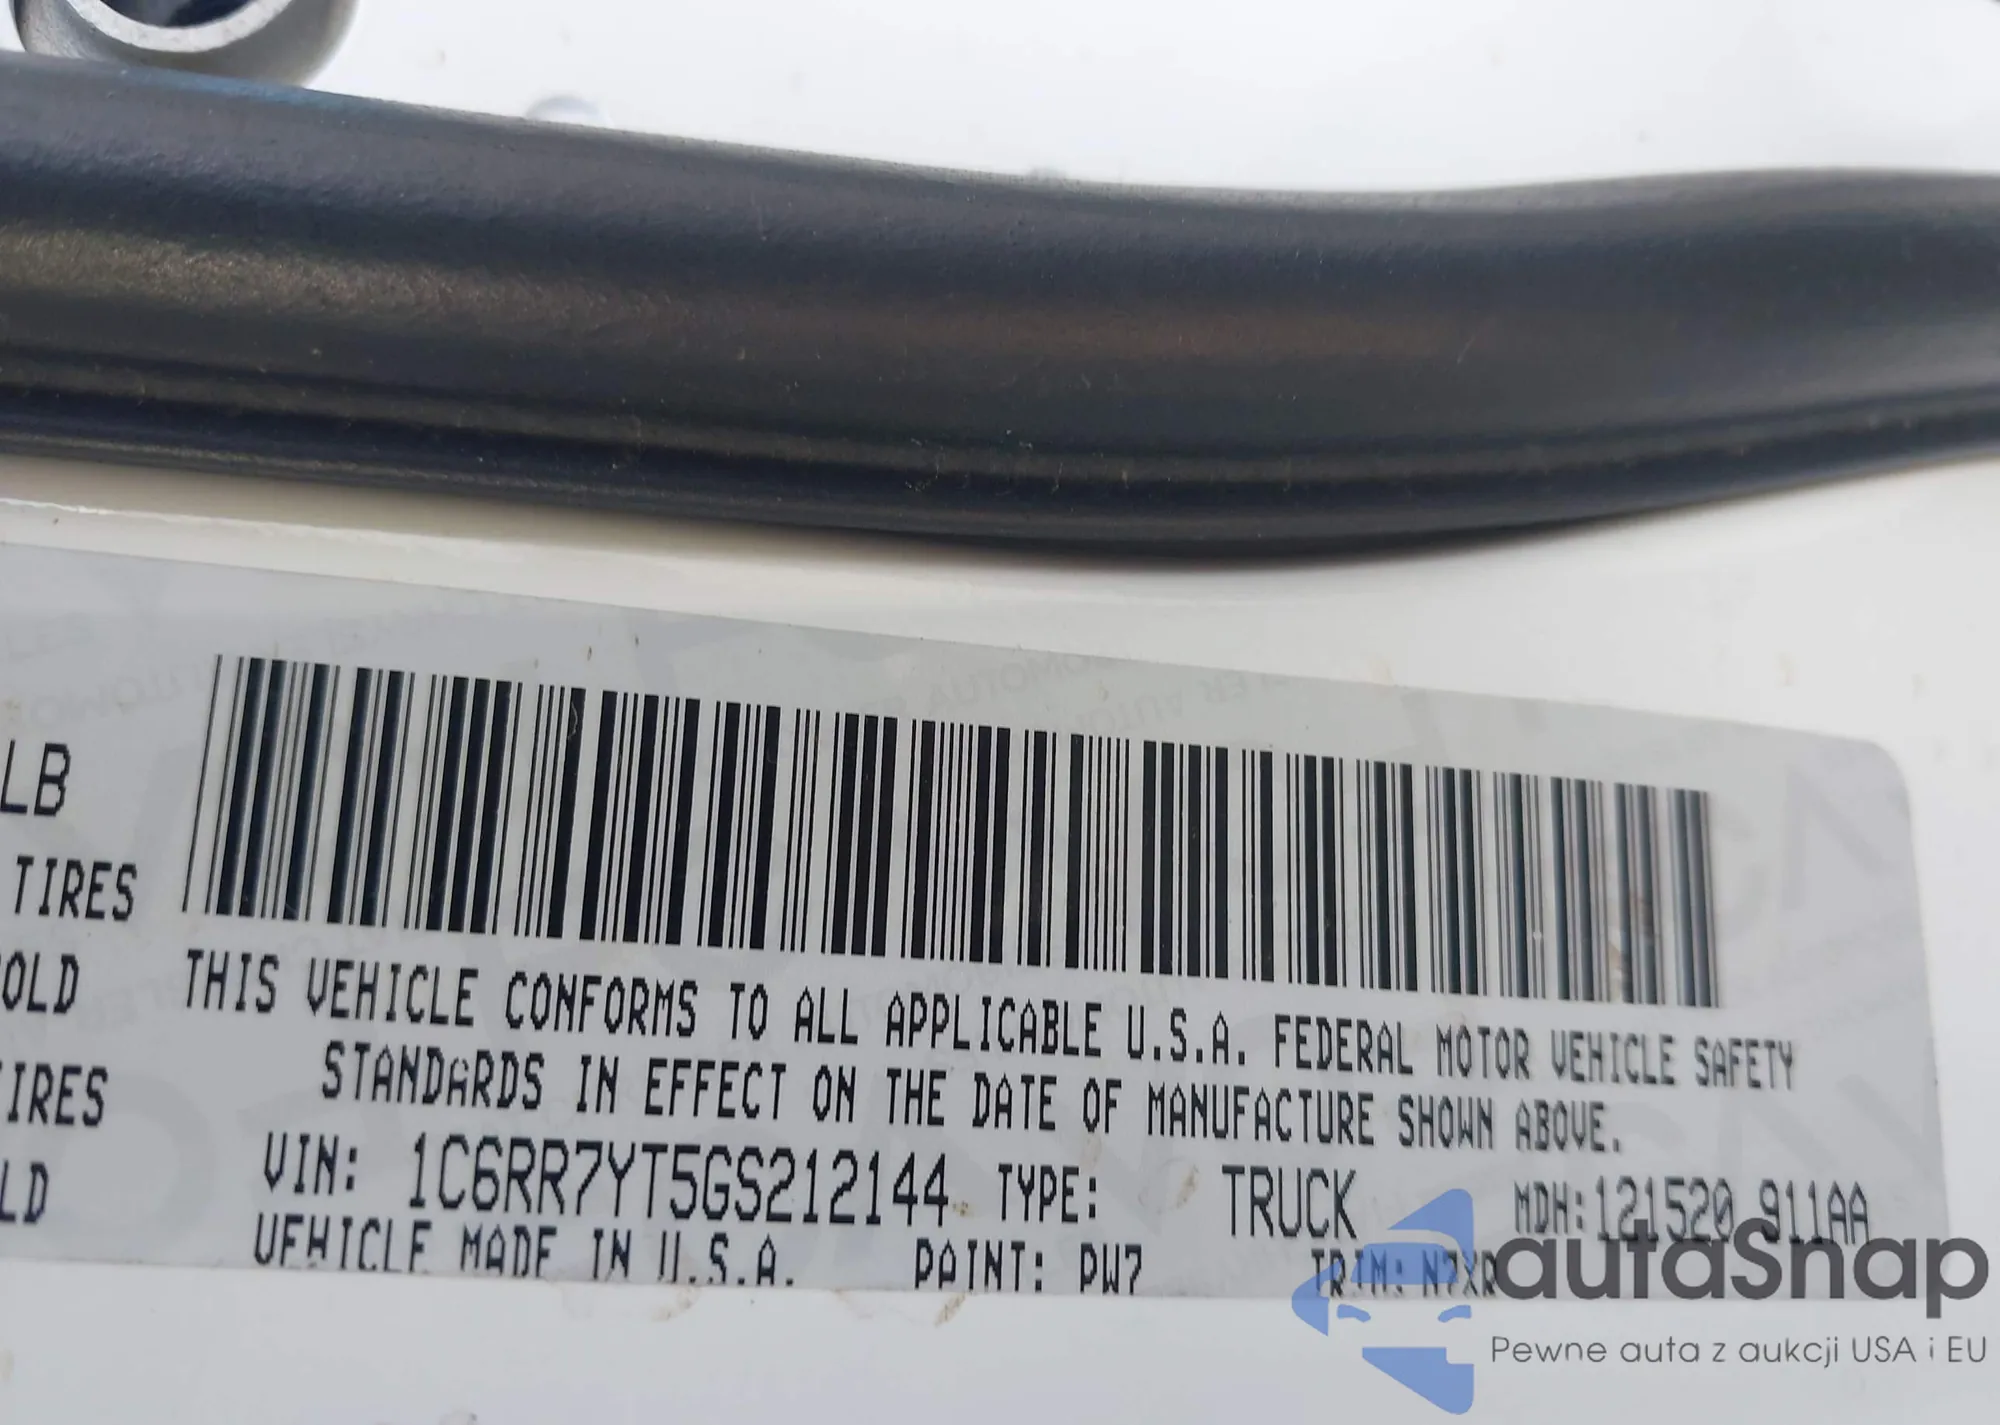 LB
TIRES
OLD
IRES
LD
THIS VEHICLE CONFORMS TO ALL APPLICABLE U.S.A. FEDERAL MOTOR VEHICLE SAFETY
STANDARDS IN EFFECT ON THE DATE OF MANUFACTURE SHOWN ABOVE.
VIN: 1C6RR7YT5GS212144 TYPE: TRUCK MDH:121520 911AA
VEHICLE MADE IN U.S.A. PAINT: PW7 TRIM: N7XR
autaSnap
Pewne auta z aukcji USA i EU